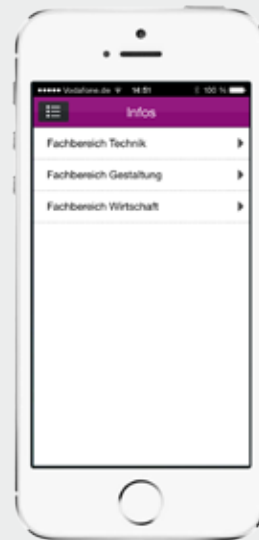 Vodafone.de 14:51 100 %
Infos
Fachbereich Technik
Fachbereich Gestaltung
Fachbereich Wirtschaft